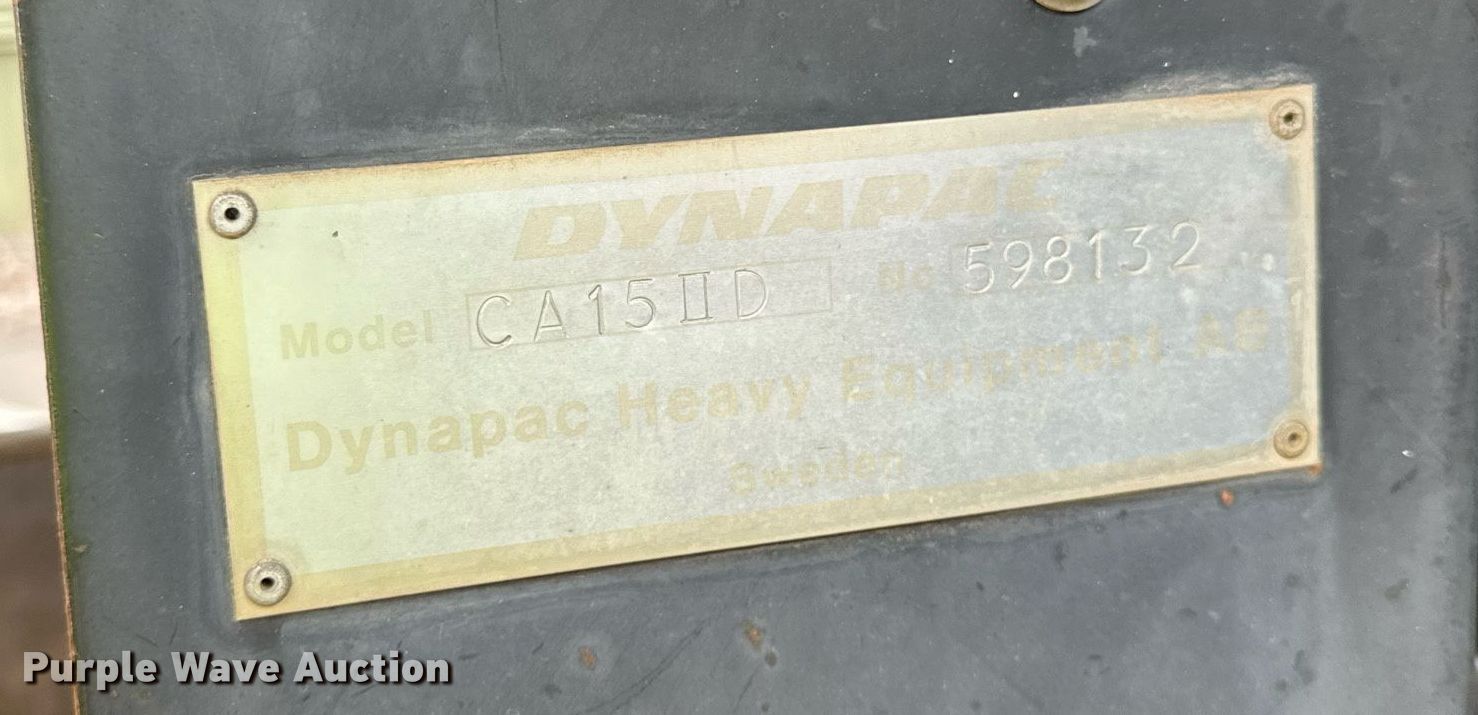 DYNAPAC
Model CA15IID No 598132
Dynapac Heavy Equipment AB
Sweden
Purple Wave Auction